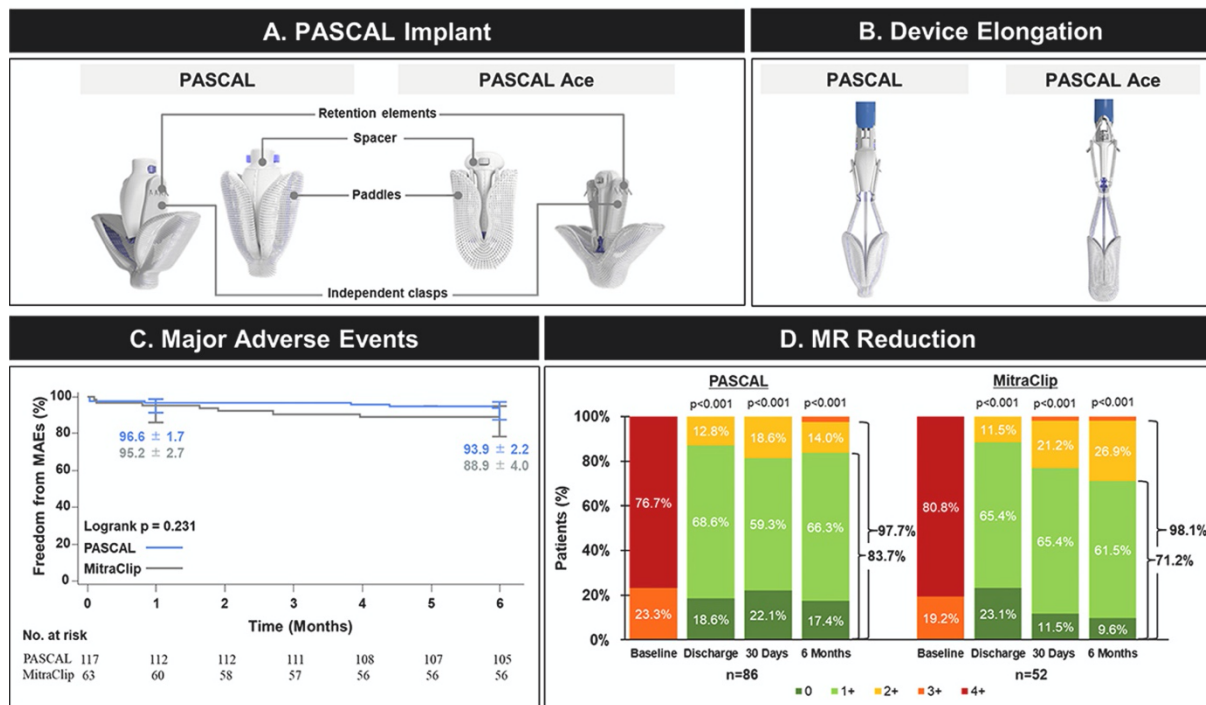 A. PASCAL Implant
PASCAL
PASCAL Ace
Retention elements
Spacer
Paddles
Independent clasps
B. Device Elongation
PASCAL
PASCAL Ace
C. Major Adverse Events
Freedom from MAEs (%)
100
80
60
40
20
0
96.6 ± 1.7
95.2 ± 2.7
93.9 ± 2.2
88.9 ± 4.0
Logrank p = 0.231
PASCAL
MitraClip
0 1 2 3 4 5 6
Time (Months)
No. at risk
PASCAL 117 112 112 111 108 107 105
MitraClip 63 60 58 57 56 56 56
D. MR Reduction
PASCAL
MitraClip
p<0.001 p<0.001 p<0.001
p<0.001 p<0.001 p<0.001
Patients (%)
100%
80%
60%
40%
20%
0%
76.7%
23.3%
12.8%
68.6%
18.6%
18.6%
59.3%
22.1%
14.0%
66.3%
17.4%
97.7%
83.7%
80.8%
19.2%
11.5%
65.4%
23.1%
21.2%
65.4%
11.5%
26.9%
61.5%
9.6%
98.1%
71.2%
Baseline Discharge 30 Days 6 Months
Baseline Discharge 30 Days 6 Months
n=86
n=52
0 1+ 2+ 3+ 4+